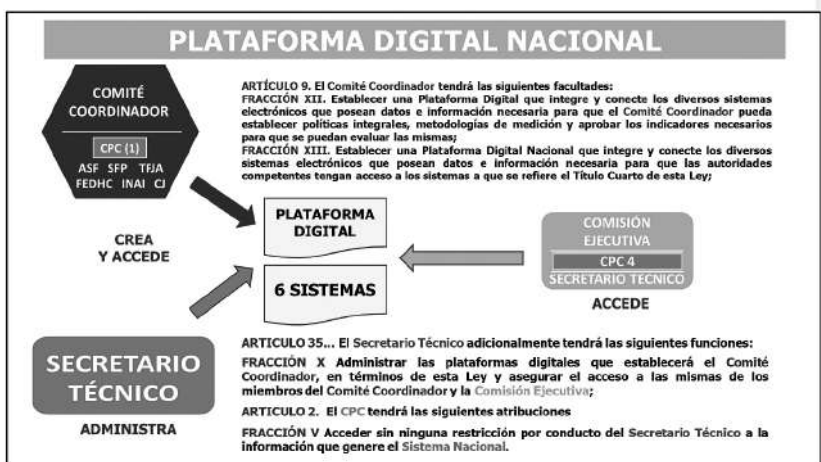 PLATAFORMA DIGITAL NACIONAL
COMITÉ
COORDINADOR
CPC (1)
ASF SFP TFJA
FEDHC INAI CJ
CREA
Y ACCEDE
ARTÍCULO 9. El Comité Coordinador tendrá las siguientes facultades:
FRACCIÓN XII. Establecer una Plataforma Digital que integre y conecte los diversos sistemas
electrónicos que posean datos e información necesaria para que el Comité Coordinador pueda
establecer políticas integrales, metodologías de medición y aprobar los indicadores necesarios
para que se puedan evaluar las mismas;
FRACCIÓN XIII. Establecer una Plataforma Digital Nacional que integre y conecte los diversos
sistemas electrónicos que posean datos e información necesaria para que las autoridades
competentes tengan acceso a los sistemas a que se refiere el Título Cuarto de esta Ley;
PLATAFORMA
DIGITAL
6 SISTEMAS
COMISIÓN
EJECUTIVA
CPC 4
SECRETARIO TÉCNICO
ACCEDE
SECRETARIO
TÉCNICO
ADMINISTRA
ARTICULO 35... El Secretario Técnico adicionalmente tendrá las siguientes funciones:
FRACCIÓN X Administrar las plataformas digitales que establecerá el Comité
Coordinador, en términos de esta Ley y asegurar el acceso a las mismas de los
miembros del Comité Coordinador y la Comisión Ejecutiva;
ARTICULO 2. El CPC tendrá las siguientes atribuciones
FRACCIÓN V Acceder sin ninguna restricción por conducto del Secretario Técnico a la
información que genere el Sistema Nacional.